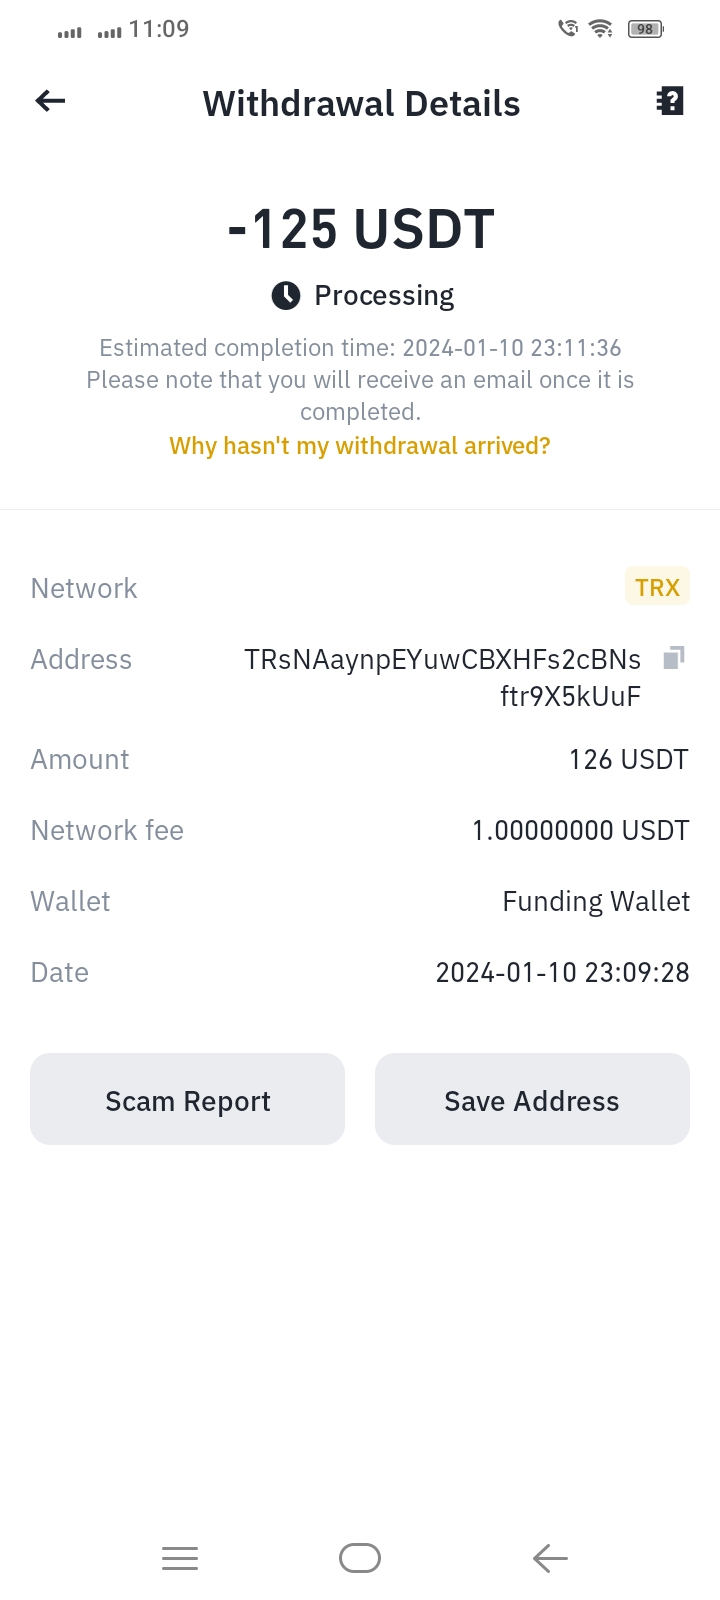 11:09
98
Withdrawal Details
-125 USDT
Processing
Estimated completion time: 2024-01-10 23:11:36
Please note that you will receive an email once it is
completed.
Why hasn't my withdrawal arrived?
Network TRX
Address TRsNAaynpEYuwCBXHFs2cBNs
ftr9X5kUuF
Amount 126 USDT
Network fee 1.00000000 USDT
Wallet Funding Wallet
Date 2024-01-10 23:09:28
Scam Report Save Address